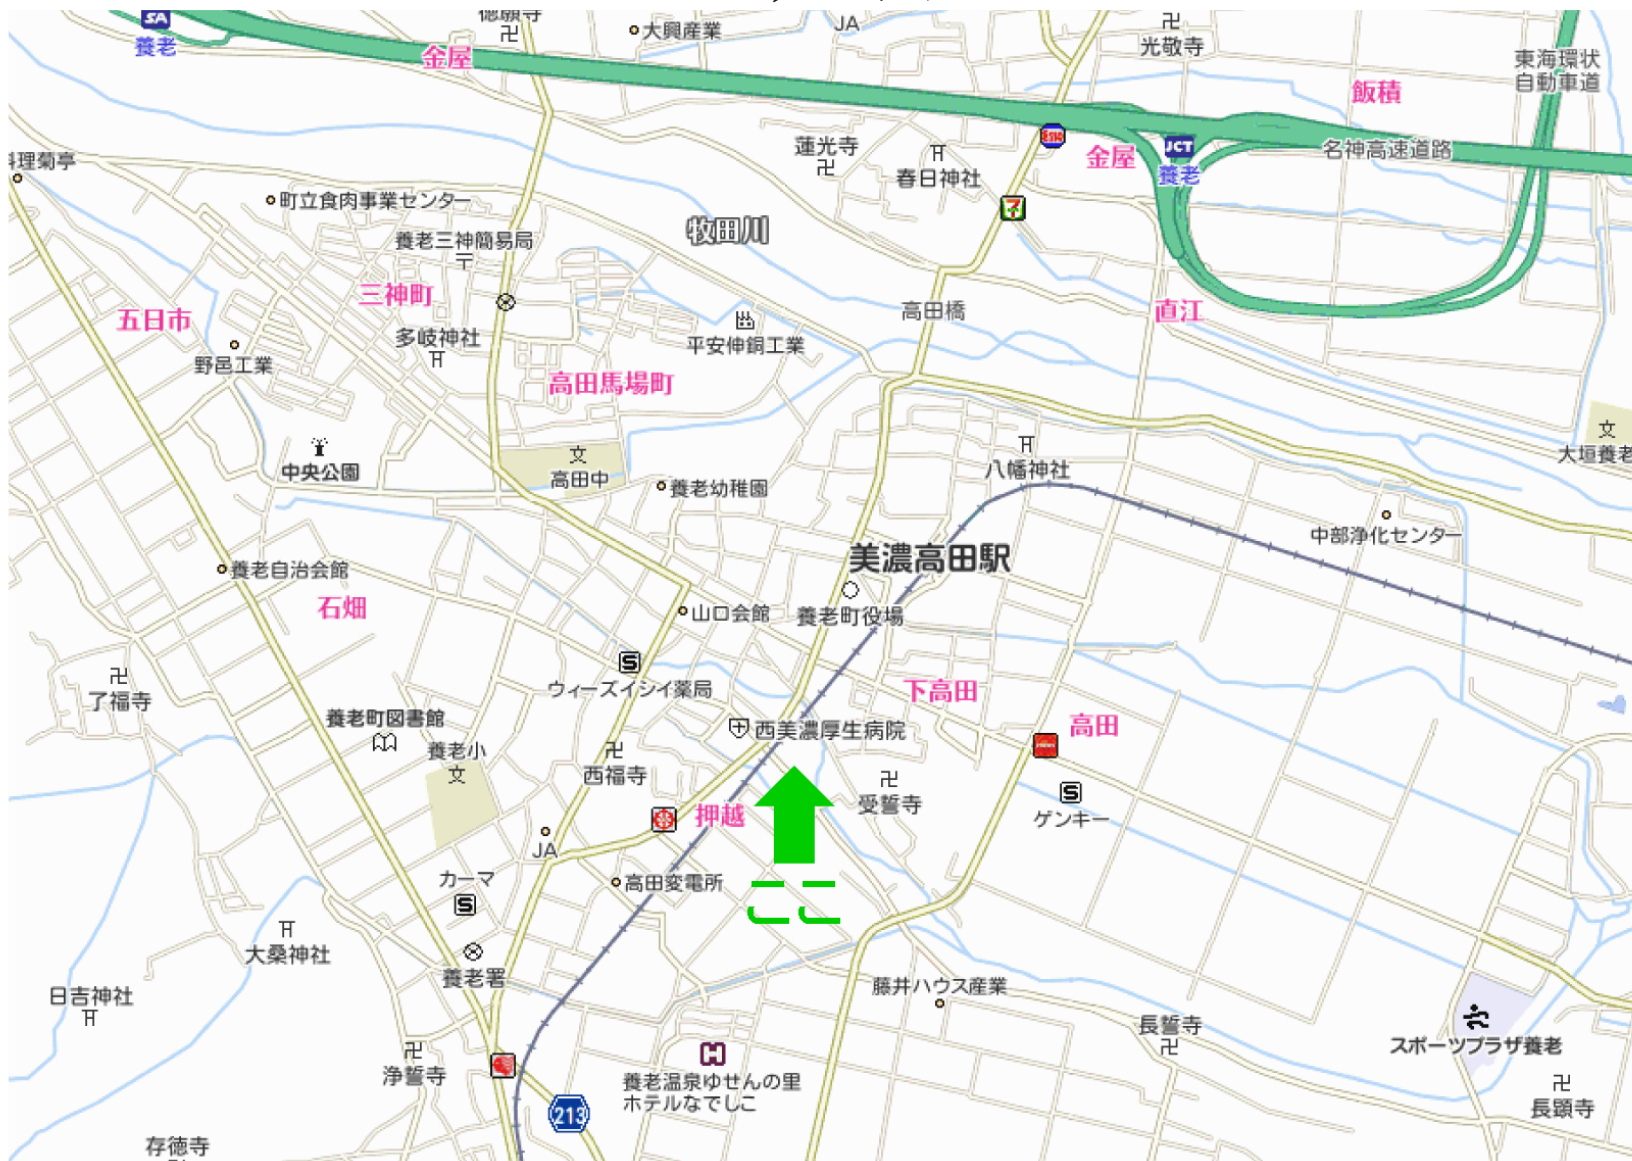 SA
養老
徳願寺
大興産業
JA
光敬寺
金屋
東海環状
自動車道
飯積
Esso
JCT
養老
金屋
名神高速道路
蓮光寺
春日神社
料理菊亭
町立食肉事業センター
7
牧田川
養老三神簡易局
三神町
五日市
高田橋
直江
多岐神社
平安伸銅工業
野邑工業
高田馬場町
文
大垣養老
中央公園
文
高田中
八幡神社
養老幼稚園
中部浄化センター
美濃高田駅
養老自治会館
石畑
山口会館
養老町役場
S
ウィーズイシイ薬局
下高田
了福寺
養老町図書館
西美濃厚生病院
高田
養老小
文
西福寺
S
ゲンキー
受誓寺
押越
JA
カーマ
S
高田変電所
ここ
大桑神社
養老署
日吉神社
藤井ハウス産業
長誓寺
スポーツプラザ養老
浄誓寺
H
養老温泉ゆせんの里
ホテルなでしこ
213
長顕寺
存徳寺